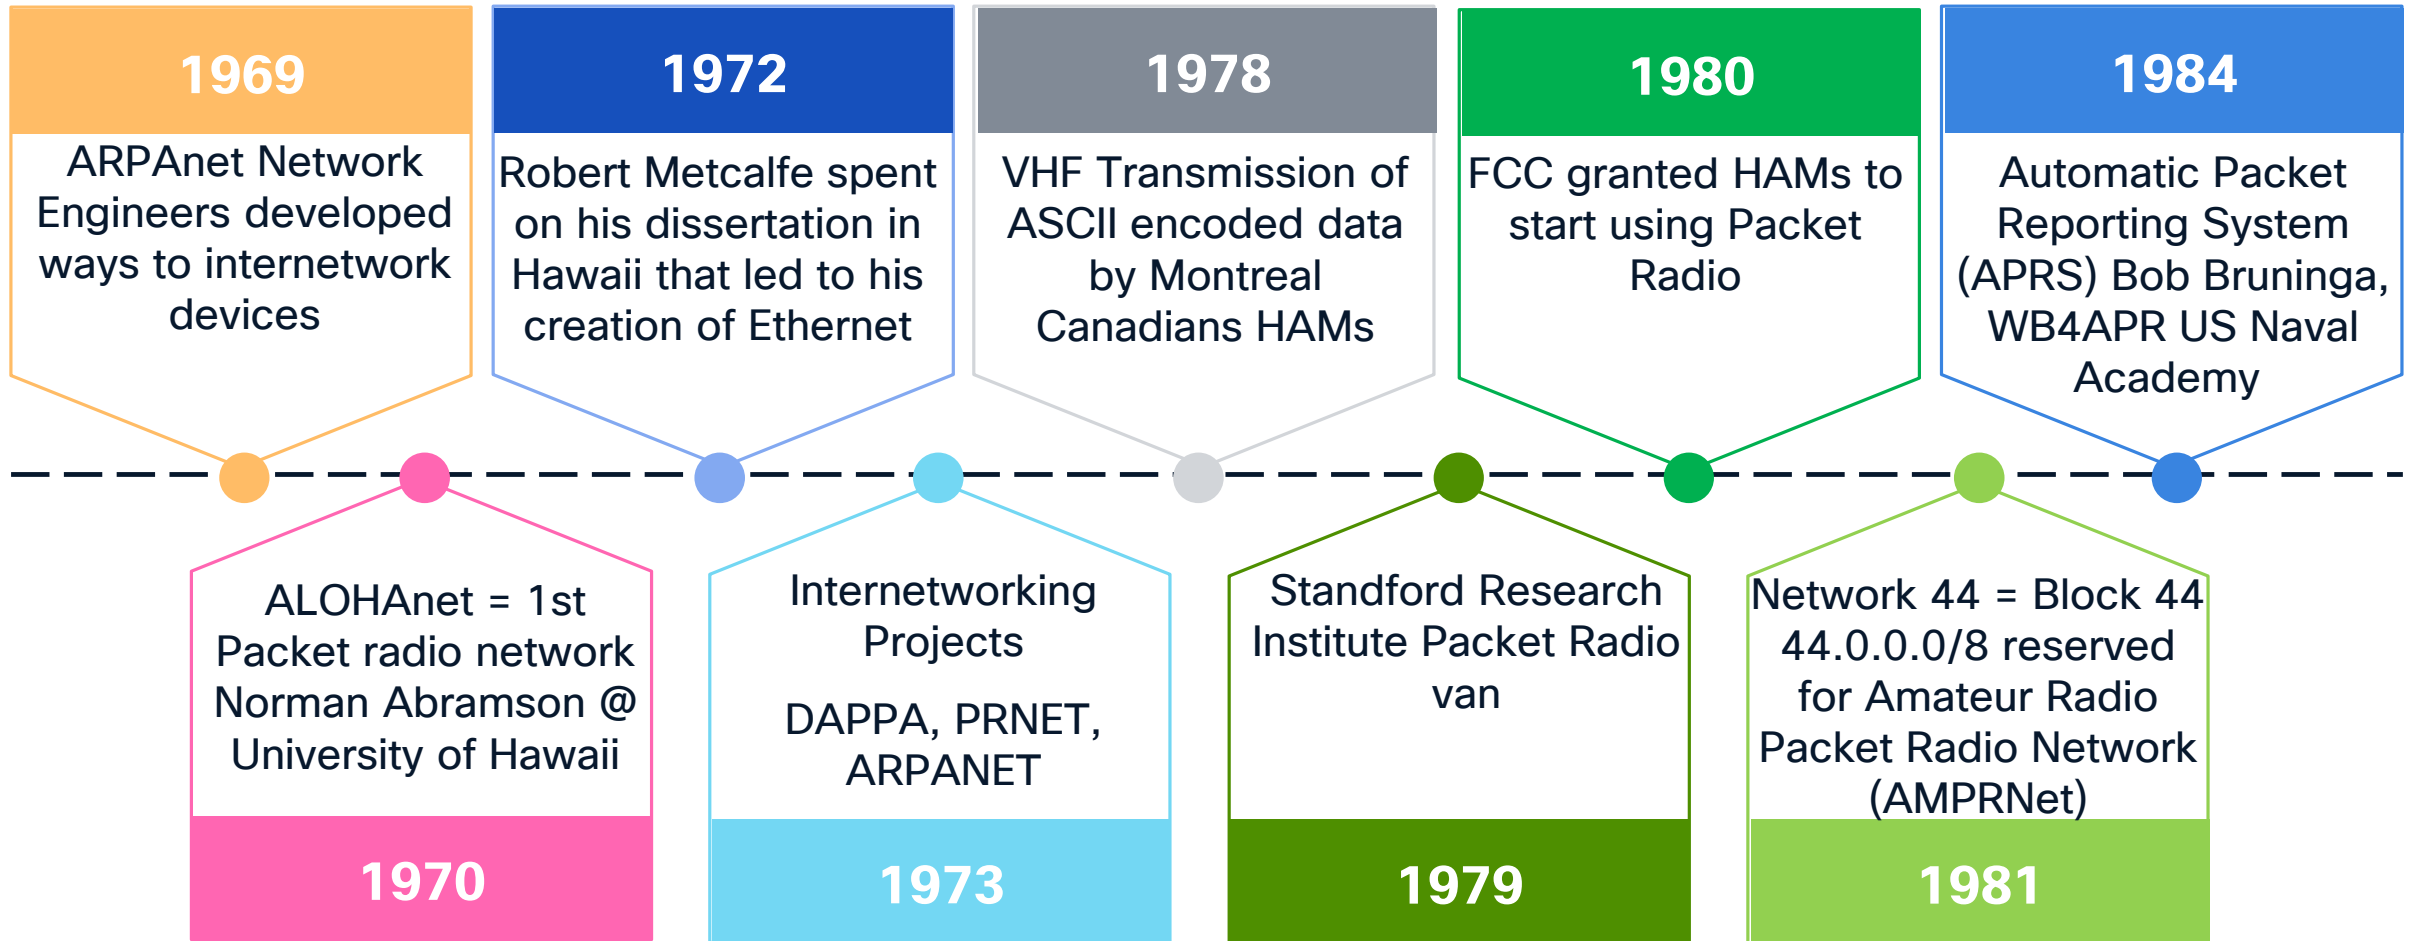 1969
ARPAnet Network
Engineers developed
ways to internetwork
devices
1972
Robert Metcalfe spent
on his dissertation in
Hawaii that led to his
creation of Ethernet
1978
VHF Transmission of
ASCII encoded data
by Montreal
Canadians HAMs
1980
FCC granted HAMs to
start using Packet
Radio
1984
Automatic Packet
Reporting System
(APRS) Bob Bruninga,
WB4APR US Naval
Academy
ALOHAnet = 1st
Packet radio network
Norman Abramson @
University of Hawaii
1970
Internetworking
Projects
DAPPA, PRNET,
ARPANET
1973
Standford Research
Institute Packet Radio
van
1979
Network 44 = Block 44
44.0.0.0/8 reserved
for Amateur Radio
Packet Radio Network
(AMPRNet)
1981